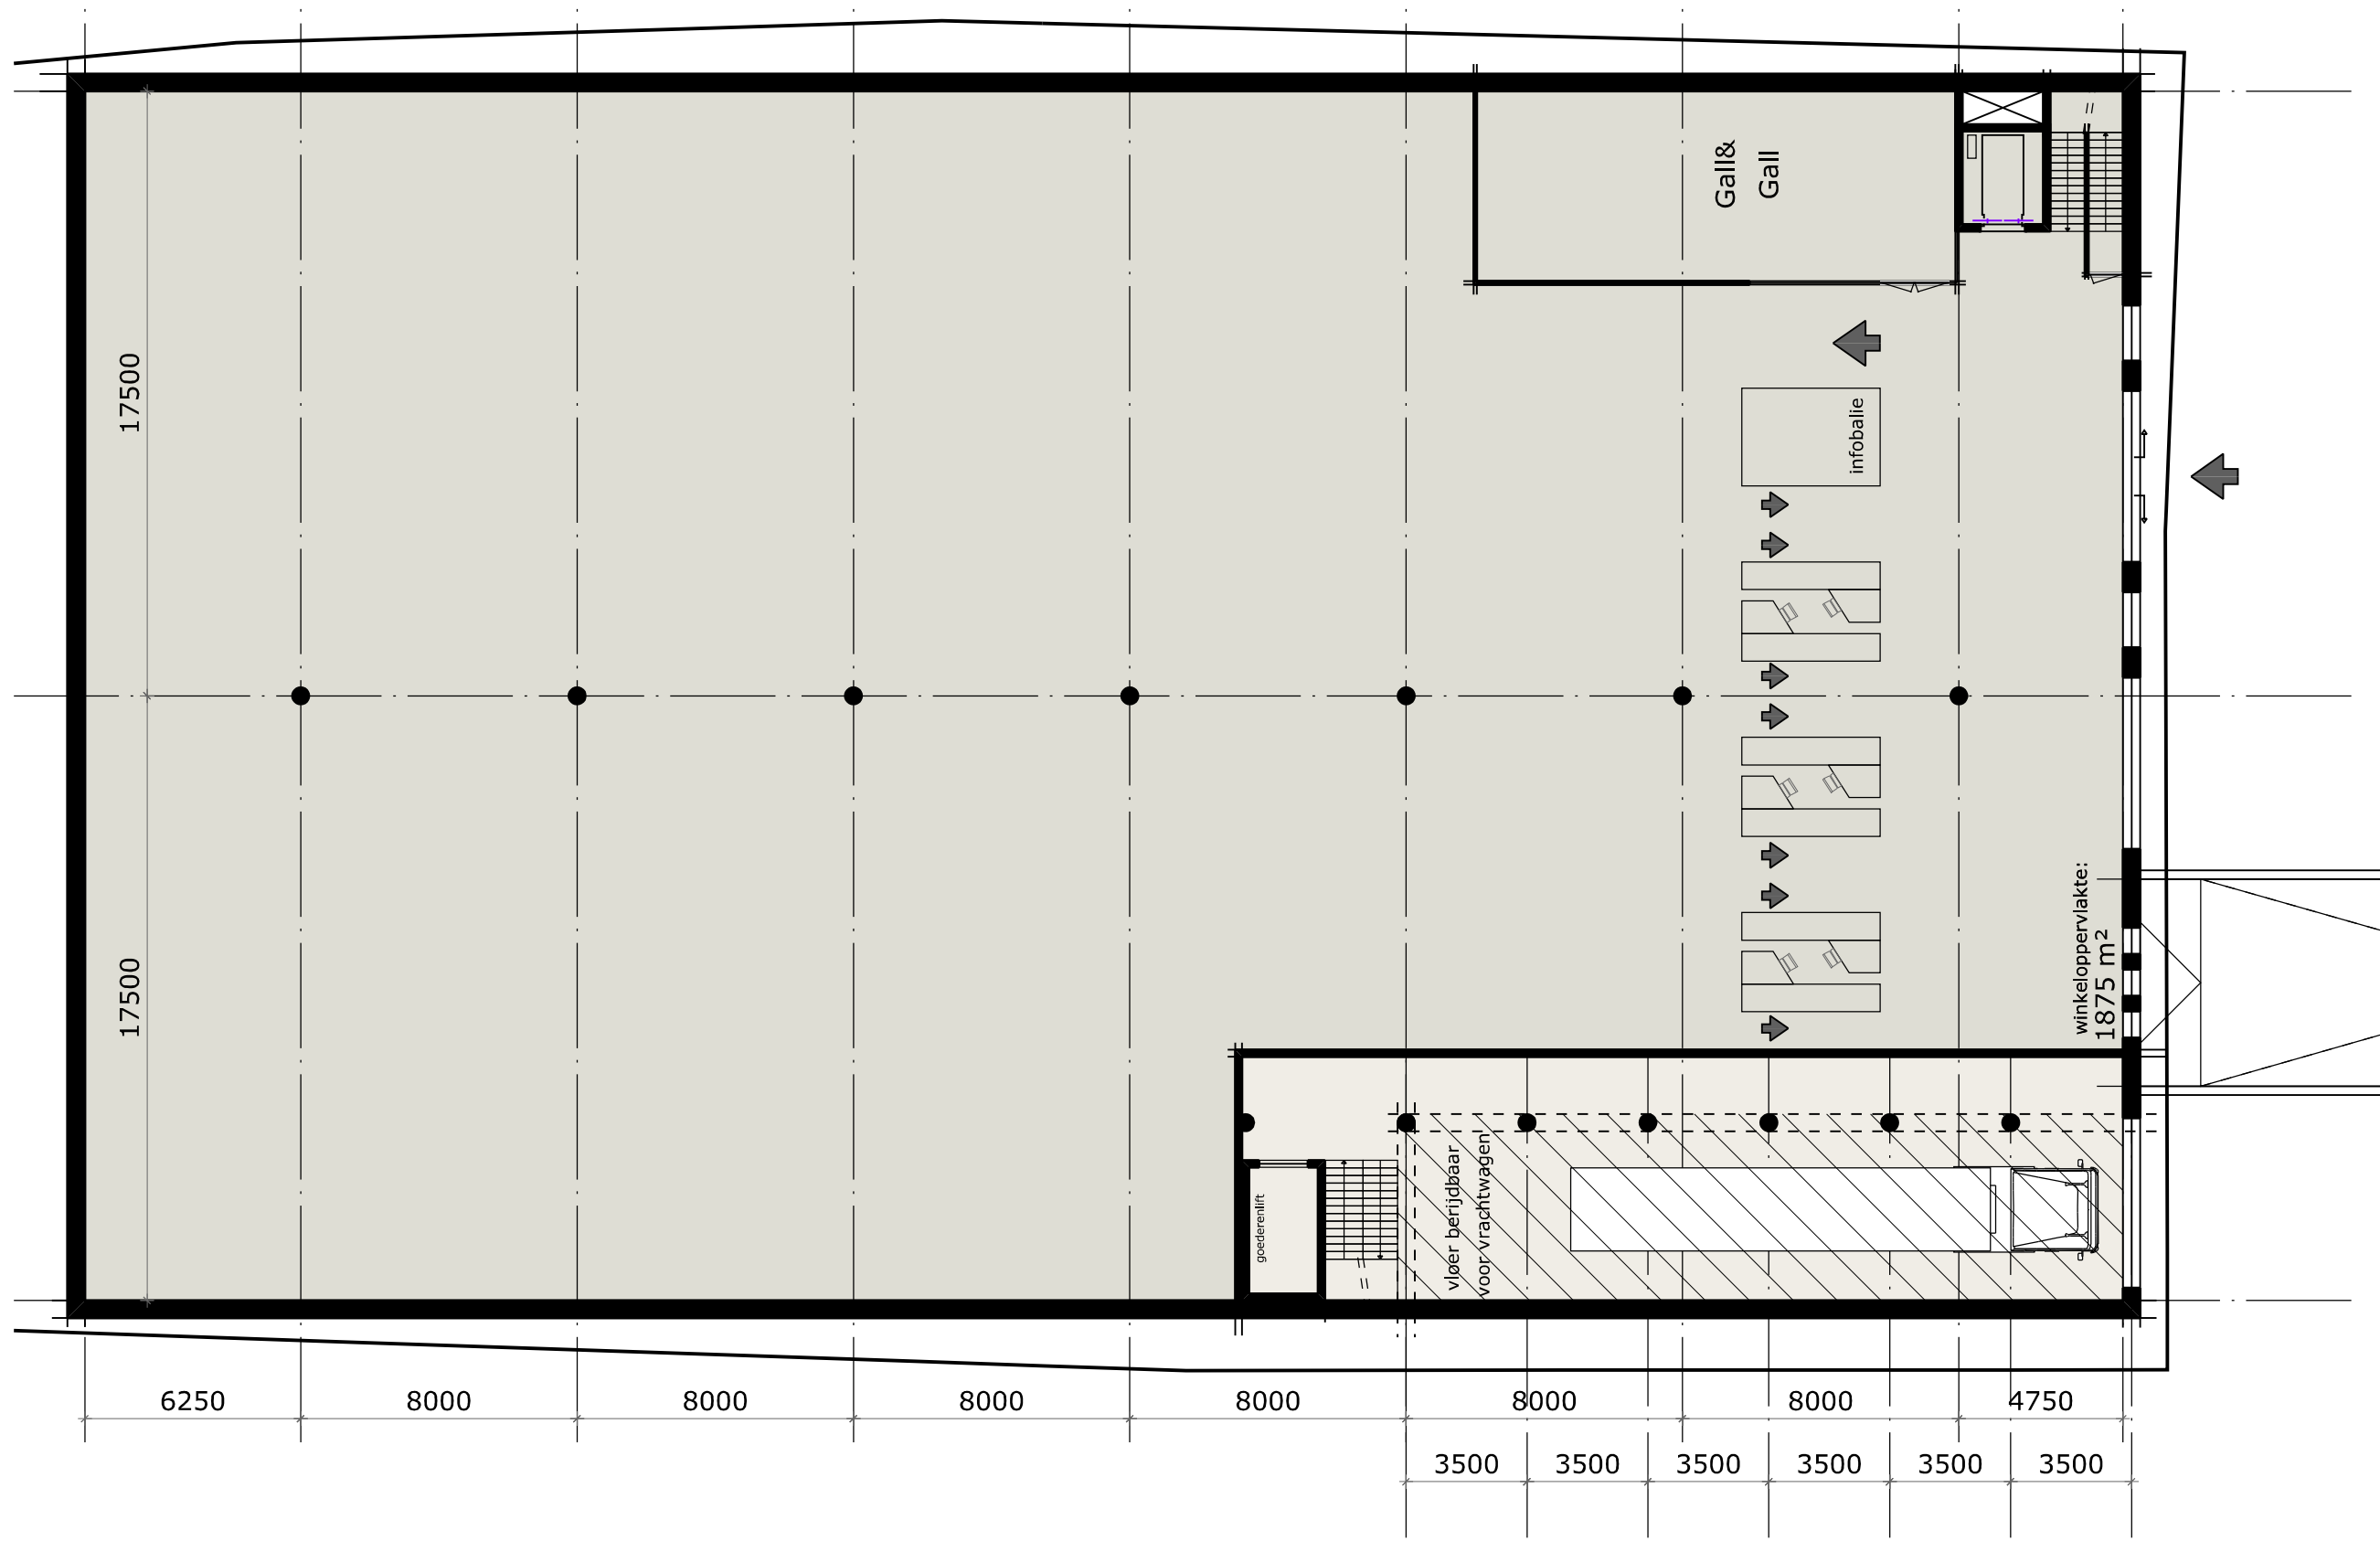 Gall&
Gall
17500
infobalie
winkeloppervlakte:
1875 m²
17500
vloer berijdbaar
voor vrachtwagen
goederenlift
6250 8000 8000 8000 8000 8000 8000 4750
3500 3500 3500 3500 3500 3500